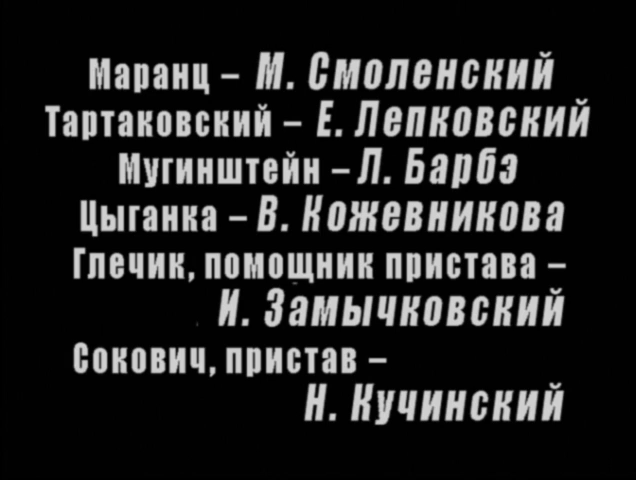 Маранц – М. Смоленский
Тартаковский – Е. Лепковский
Мугинштейн – Л. Барбэ
Цыганка – В. Кожевникова
Глечик, помощник пристава –
И. Замычковский
Сокович, пристав –
Н. Кучинский